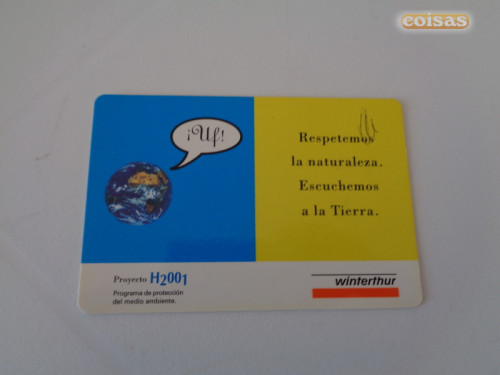 coisas
¡Uf!
Respetemos
la naturaleza.
Escuchemos
a la Tierra.
Proyecto H2001
Programa de protección
del medio ambiente.
winterthur